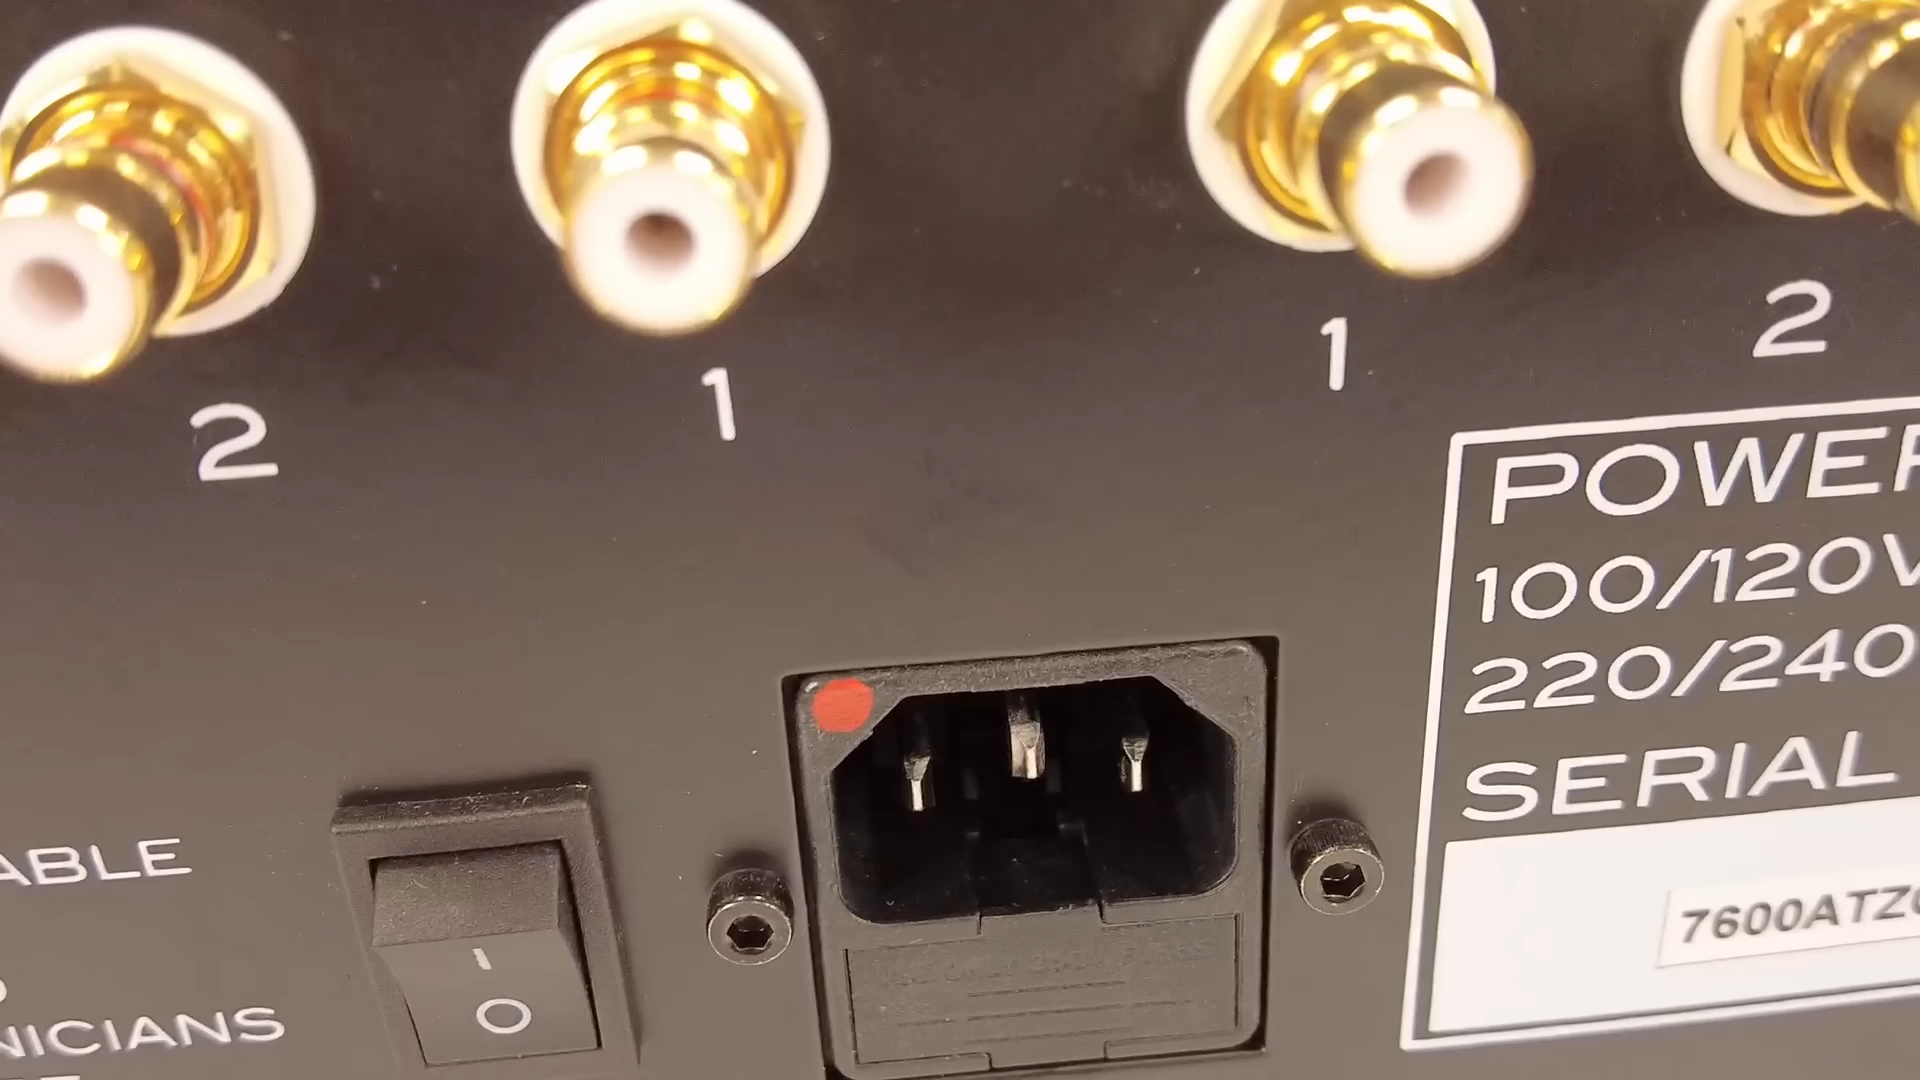 2
1
1
2
POWER
100/120V
220/240
SERIAL
7600ATZ
ABLE
NICIANS
I
O